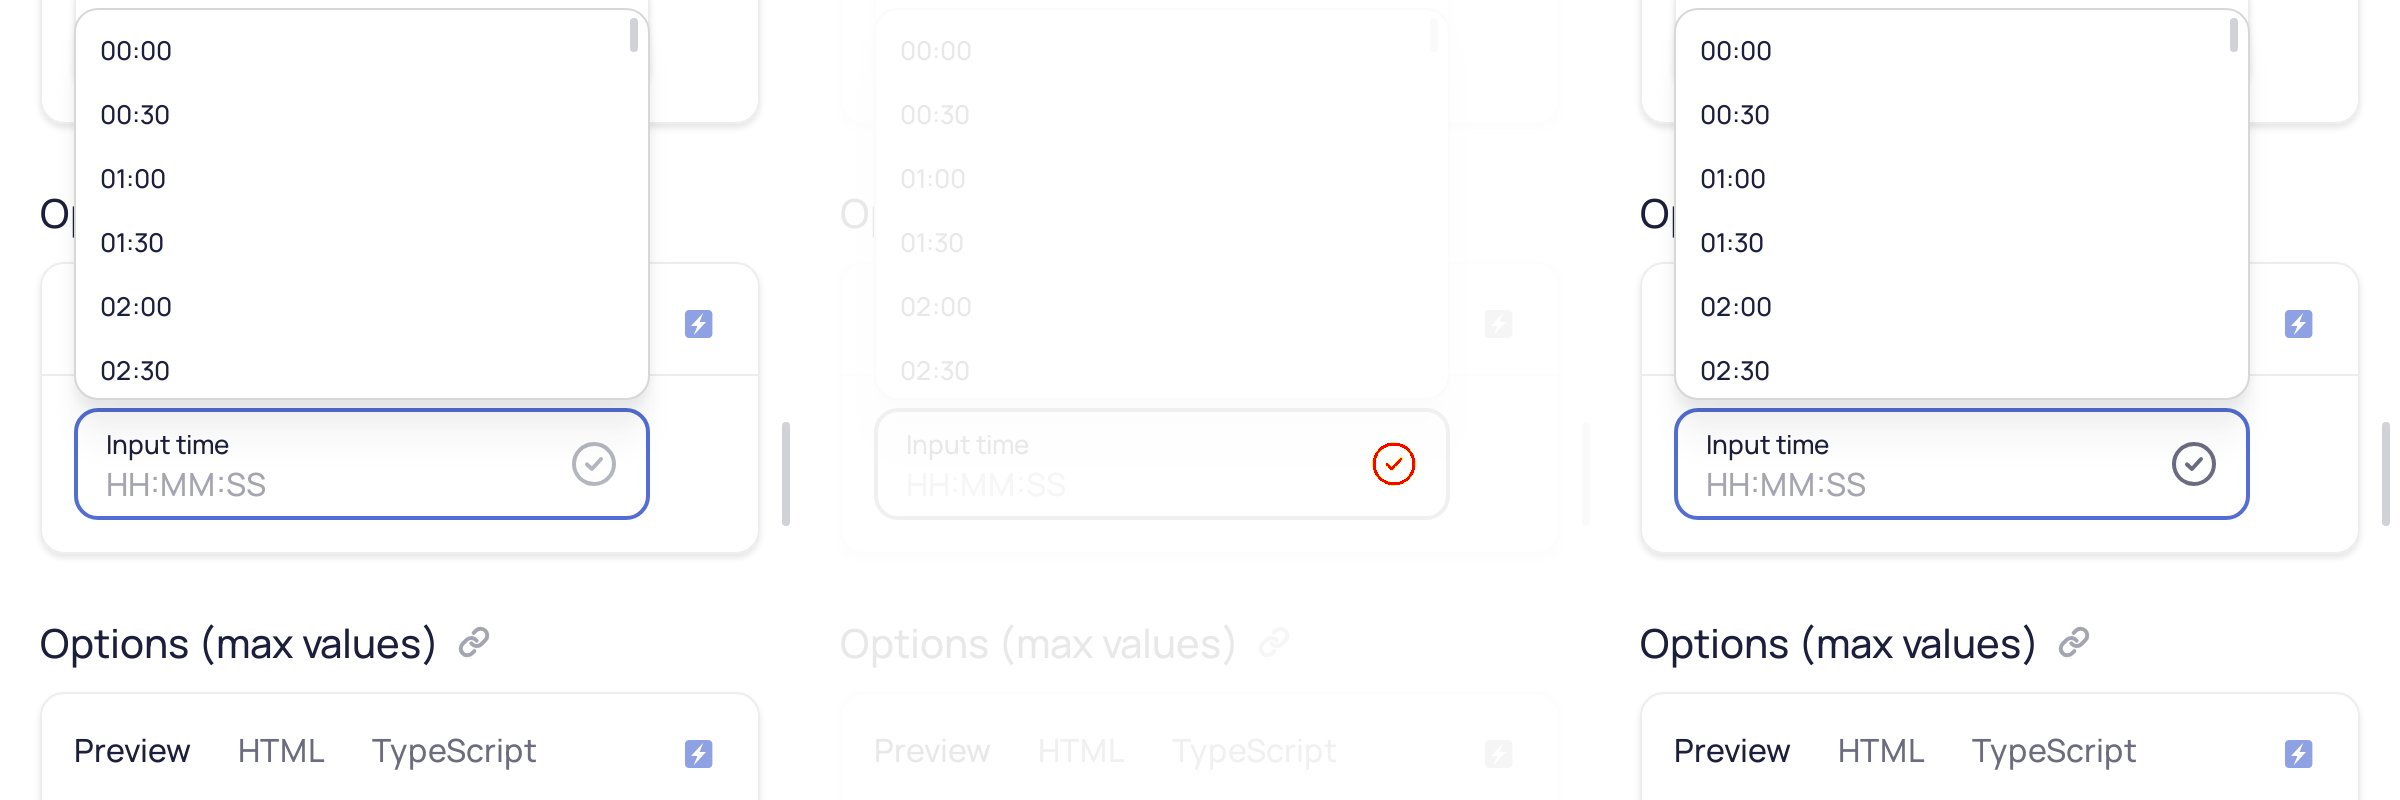 00:00
00:30
01:00
01:30
02:00
02:30
Input time
HH:MM:SS
Options (max values)
Preview HTML TypeScript
00:00
00:30
01:00
O
01:30
02:00
02:30
Input time
HH:MM:SS
Options (max values)
Preview HTML TypeScript
00:00
00:30
01:00
01:30
02:00
02:30
Input time
HH:MM:SS
Options (max values)
Preview HTML TypeScript